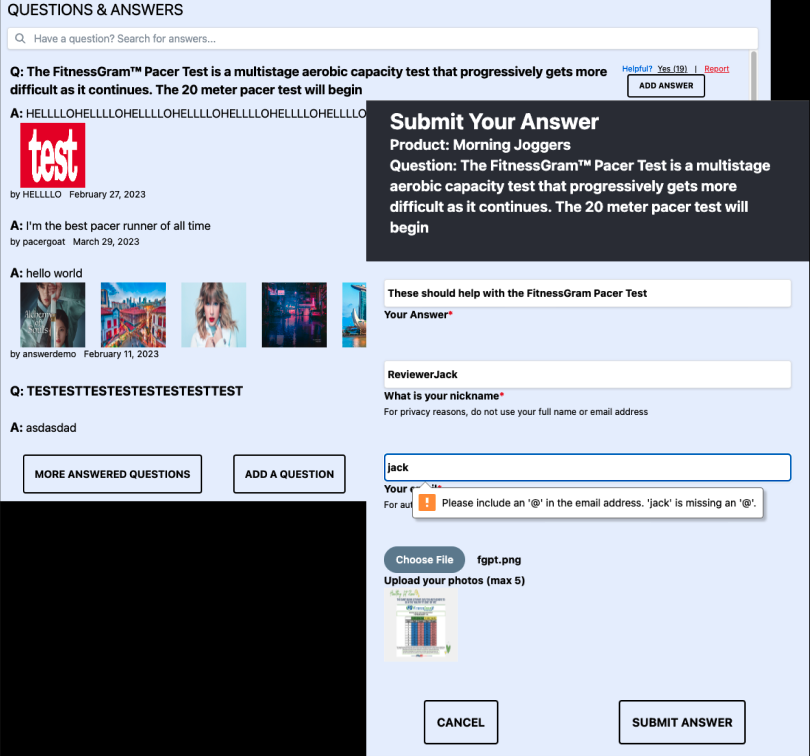 QUESTIONS & ANSWERS
Have a question? Search for answers...
Q: The FitnessGram™ Pacer Test is a multistage aerobic capacity test that progressively gets more
difficult as it continues. The 20 meter pacer test will begin
Helpful? Yes (19) | Report
ADD ANSWER
A: HELLLLOHELLLLOHELLLLOHELLLLOHELLLLOHELLLLOHELLLLO
test
by HELLLLO February 27, 2023
A: I'm the best pacer runner of all time
by pacergoat March 29, 2023
A: hello world
by answerdemo February 11, 2023
Q: TESTESTTESTESTESTESTESTTEST
A: asdasdad
MORE ANSWERED QUESTIONS
ADD A QUESTION
Submit Your Answer
Product: Morning Joggers
Question: The FitnessGram™ Pacer Test is a multistage
aerobic capacity test that progressively gets more
difficult as it continues. The 20 meter pacer test will
begin
These should help with the FitnessGram Pacer Test
Your Answer*
ReviewerJack
What is your nickname*
For privacy reasons, do not use your full name or email address
jack
Your
For
Please include an '@' in the email address. 'jack' is missing an '@'.
Choose File fgpt.png
Upload your photos (max 5)
CANCEL
SUBMIT ANSWER